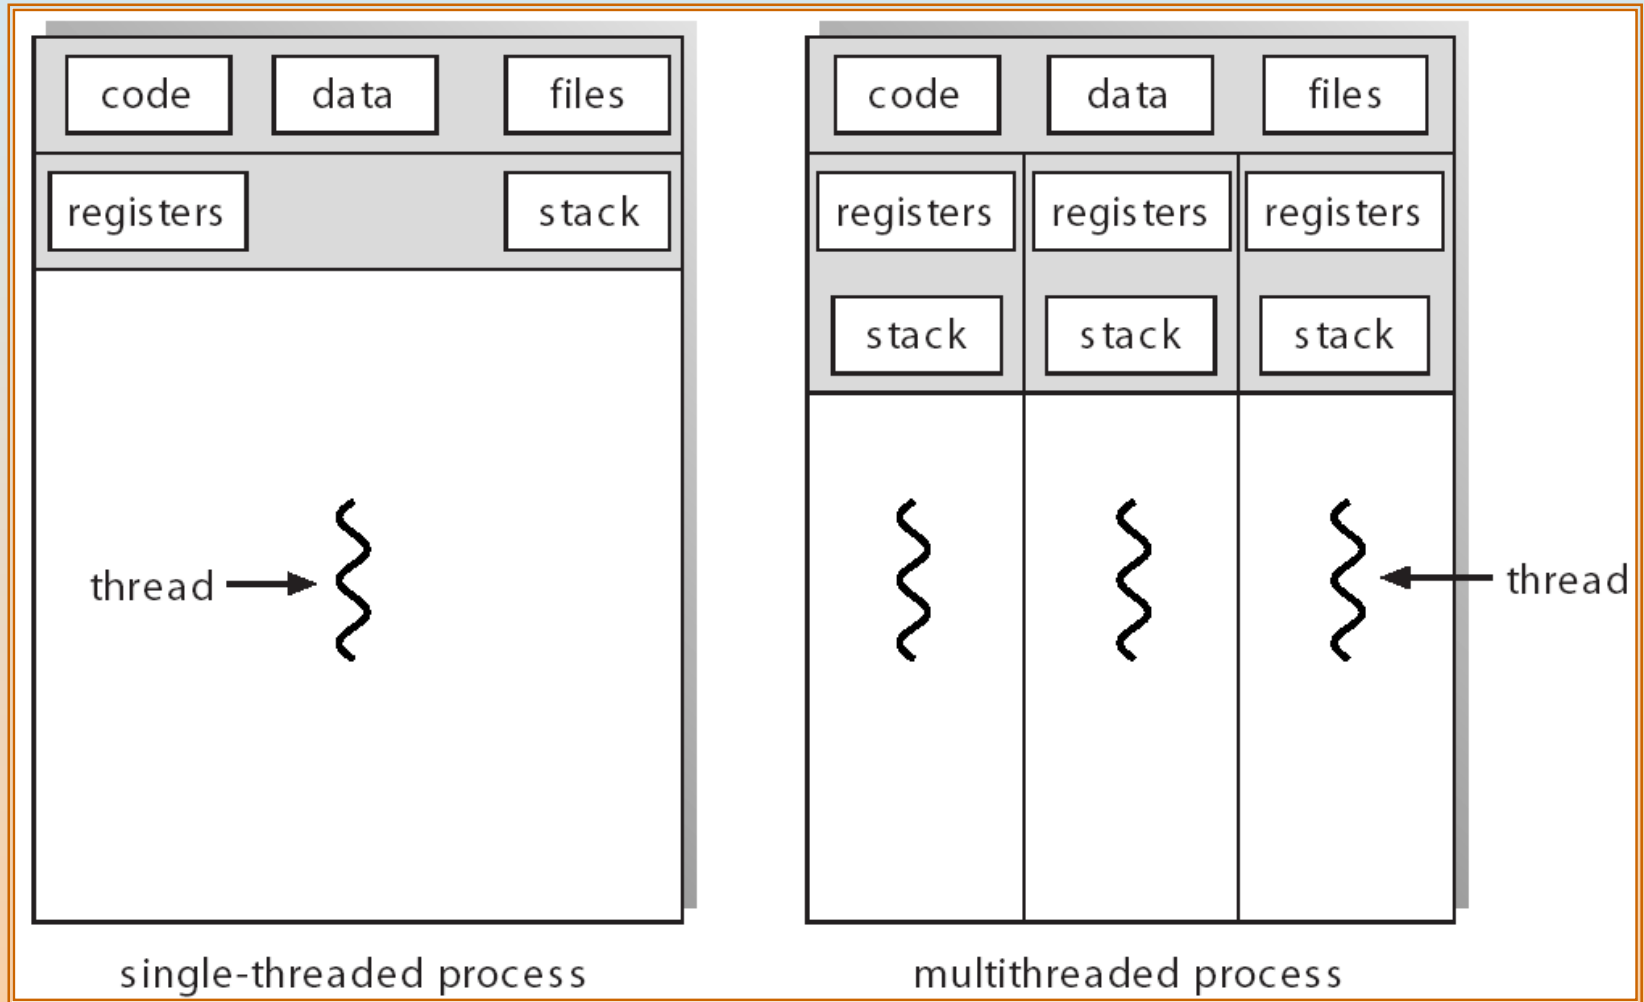 code data files
registers stack
thread
single-threaded process
code data files
registers registers registers
stack stack stack
thread
multithreaded process